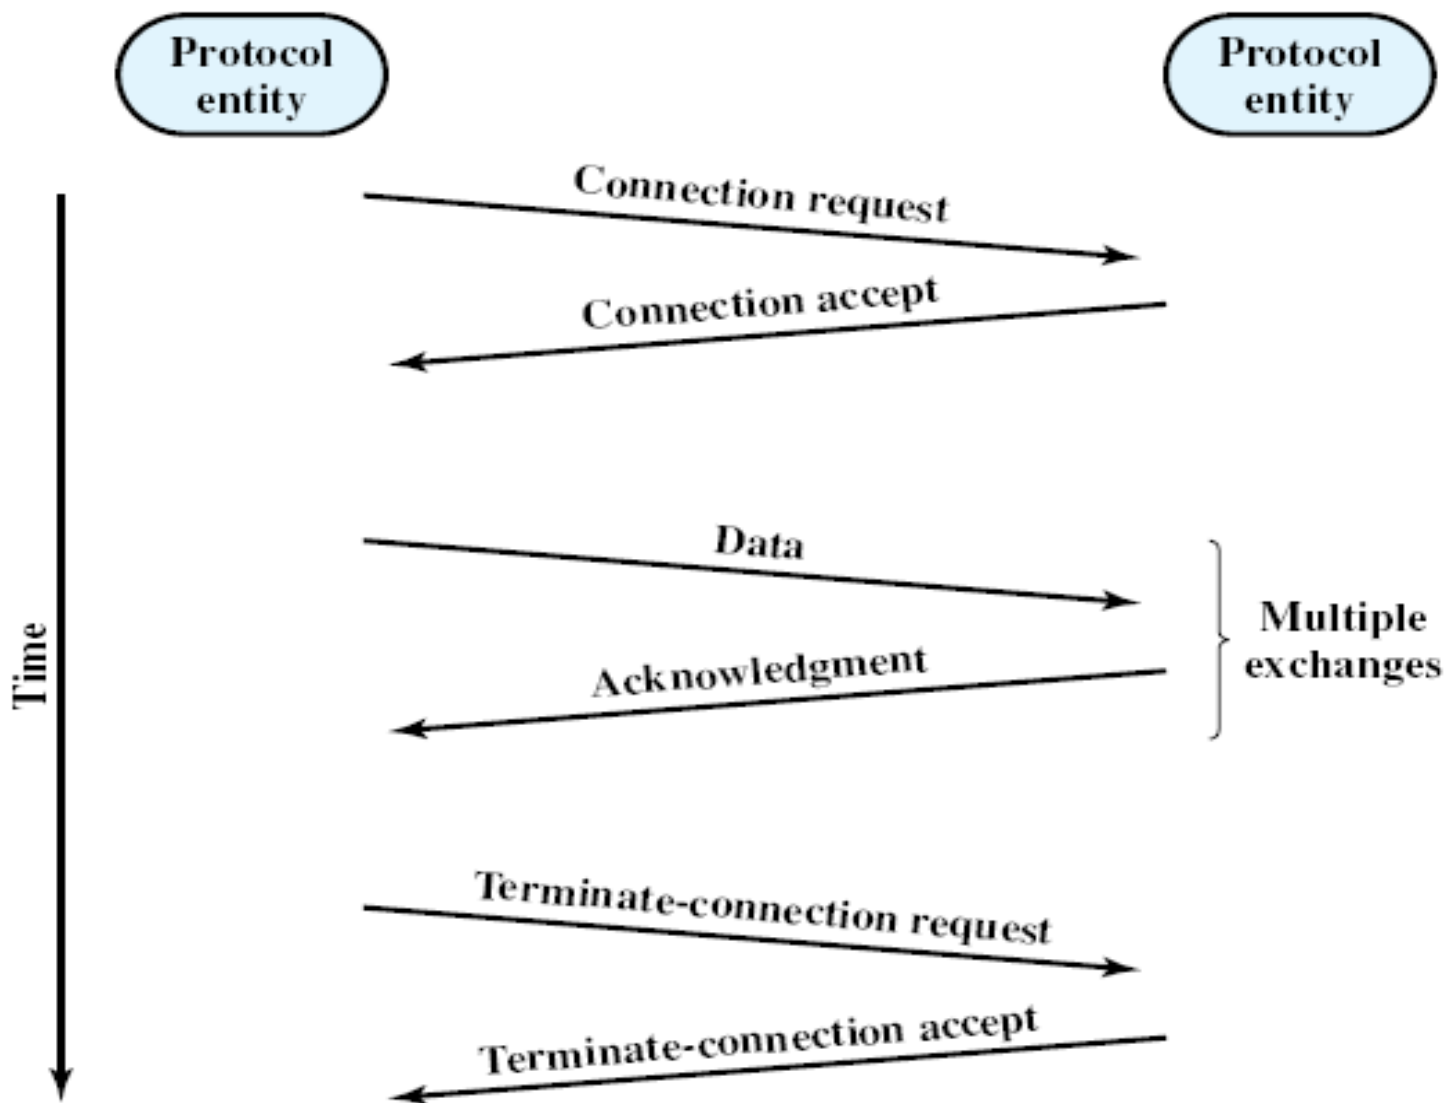 Protocol
entity
Protocol
entity
Connection request
Connection accept
Data
Acknowledgment
Multiple
exchanges
Time
Terminate-connection request
Terminate-connection accept